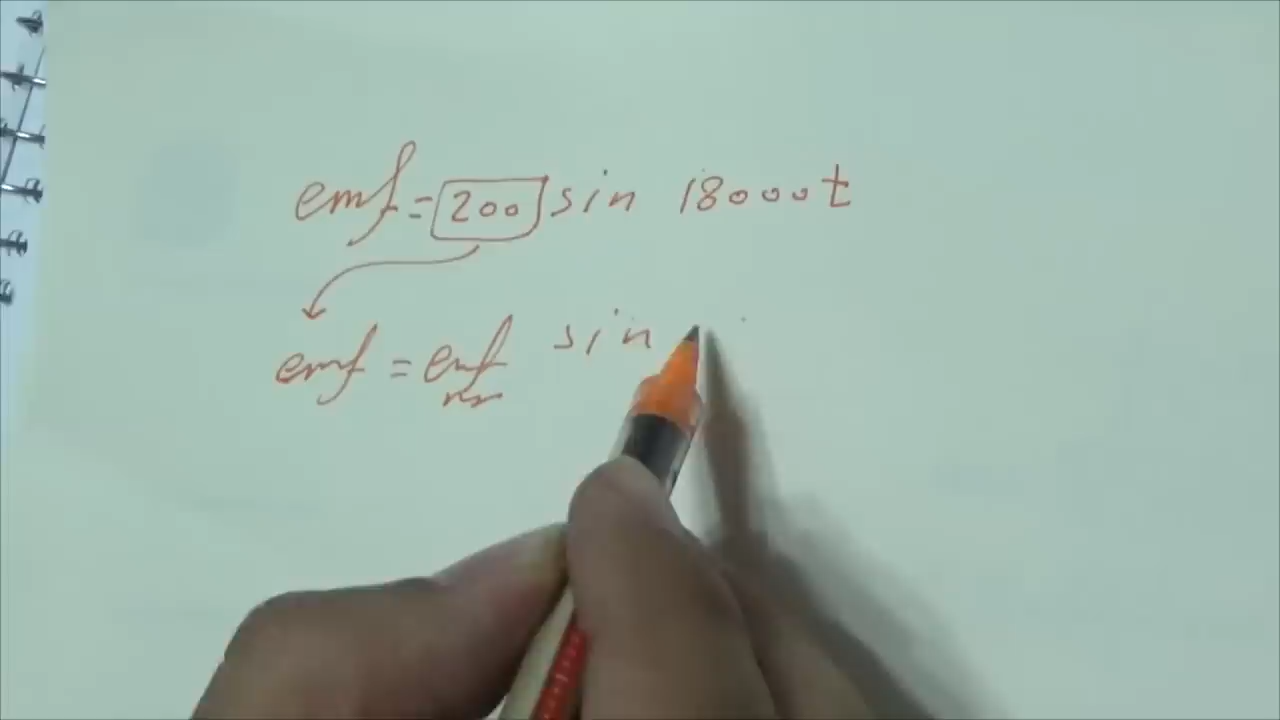 emf = 200 sin 18000t
emf = emf sin